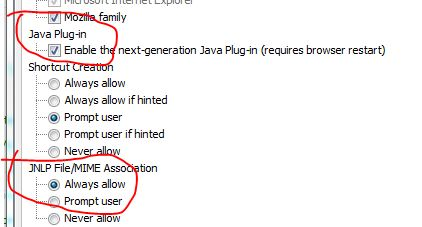 Microsoft Internet Explorer
Mozilla family
Java Plug-in
Enable the next-generation Java Plug-in (requires browser restart)
Shortcut Creation
Always allow
Always allow if hinted
Prompt user
Prompt user if hinted
Never allow
JNLP File/MIME Association
Always allow
Prompt user
Never allow